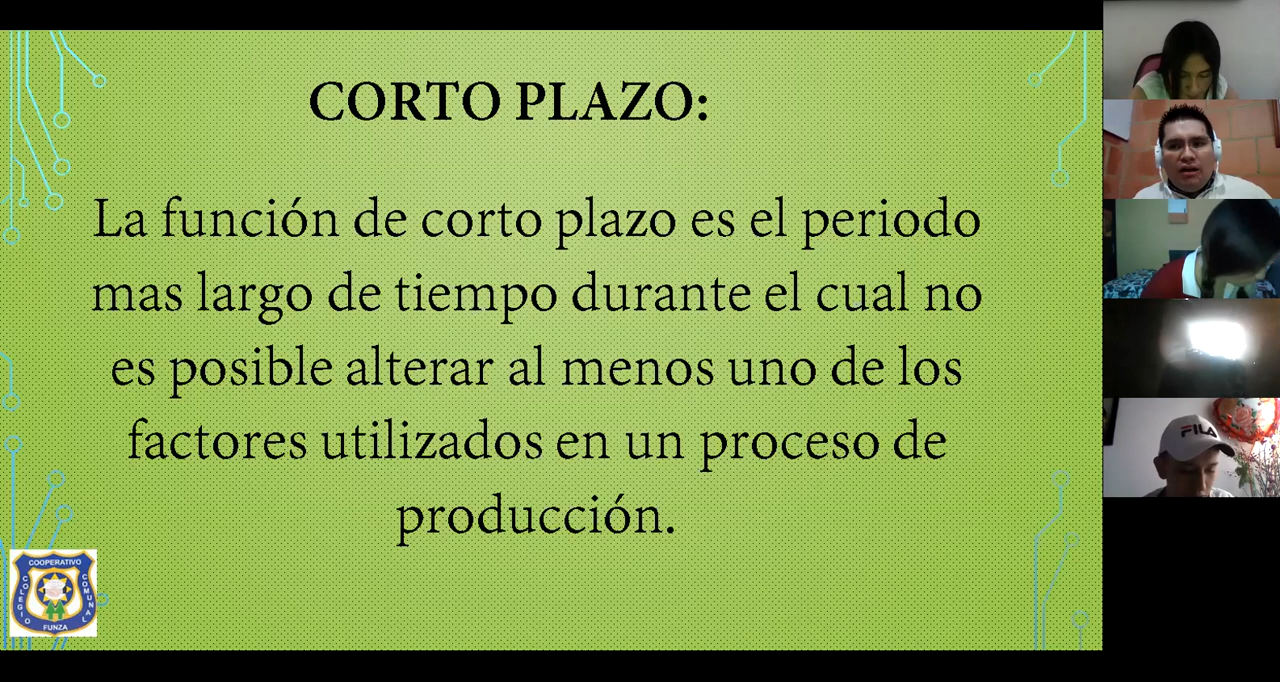 CORTO PLAZO:
La función de corto plazo es el periodo
mas largo de tiempo durante el cual no
es posible alterar al menos uno de los
factores utilizados en un proceso de
producción.
COOPERATIVO
COLEGIO
COMUNAL
FUNZA
FILA